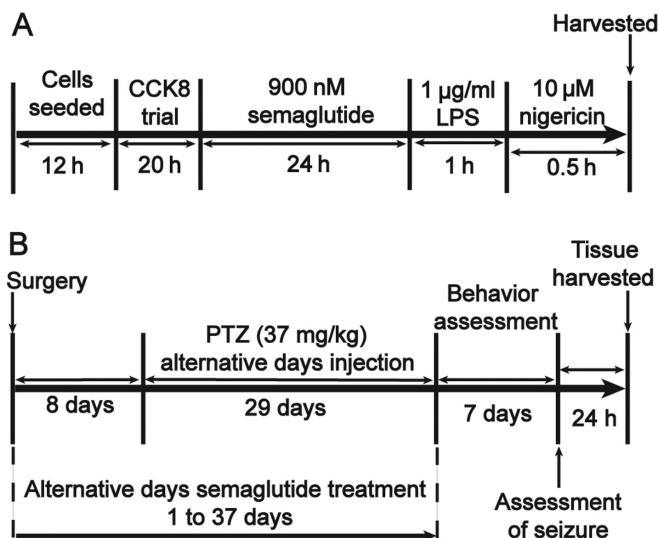 A
Harvested
Cells
seeded
CCK8
trial
900 nM
semaglutide
1 µg/ml
LPS
10 µM
nigericin
12 h
20 h
24 h
1 h
0.5 h
B
Surgery
Tissue
harvested
Behavior
assessment
PTZ (37 mg/kg)
alternative days injection
8 days
29 days
7 days
24 h
Alternative days semaglutide treatment
1 to 37 days
Assessment
of seizure